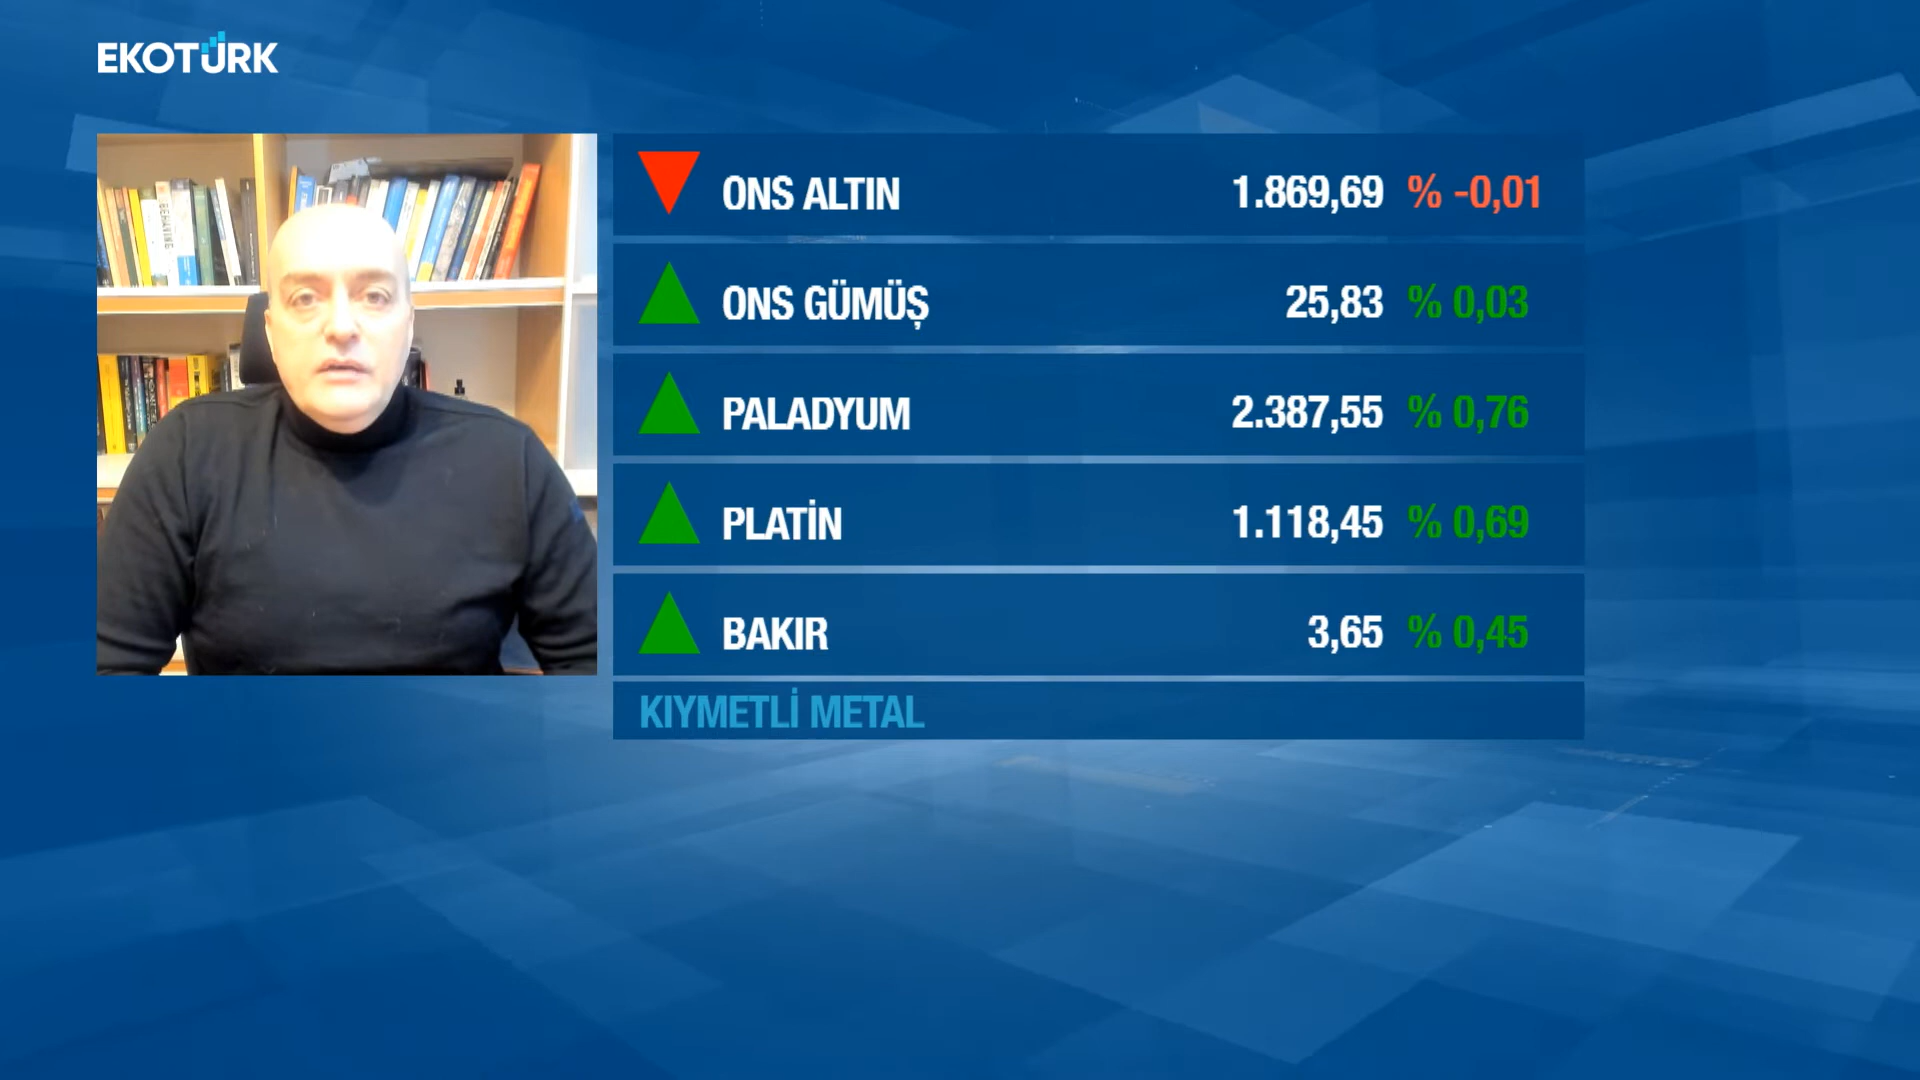 EKOTÜRK
ONS ALTIN 1.869,69 % -0,01
ONS GÜMÜŞ 25,83 % 0,03
PALADYUM 2.387,55 % 0,76
PLATİN 1.118,45 % 0,69
BAKIR 3,65 % 0,45
KIYMETLİ METAL